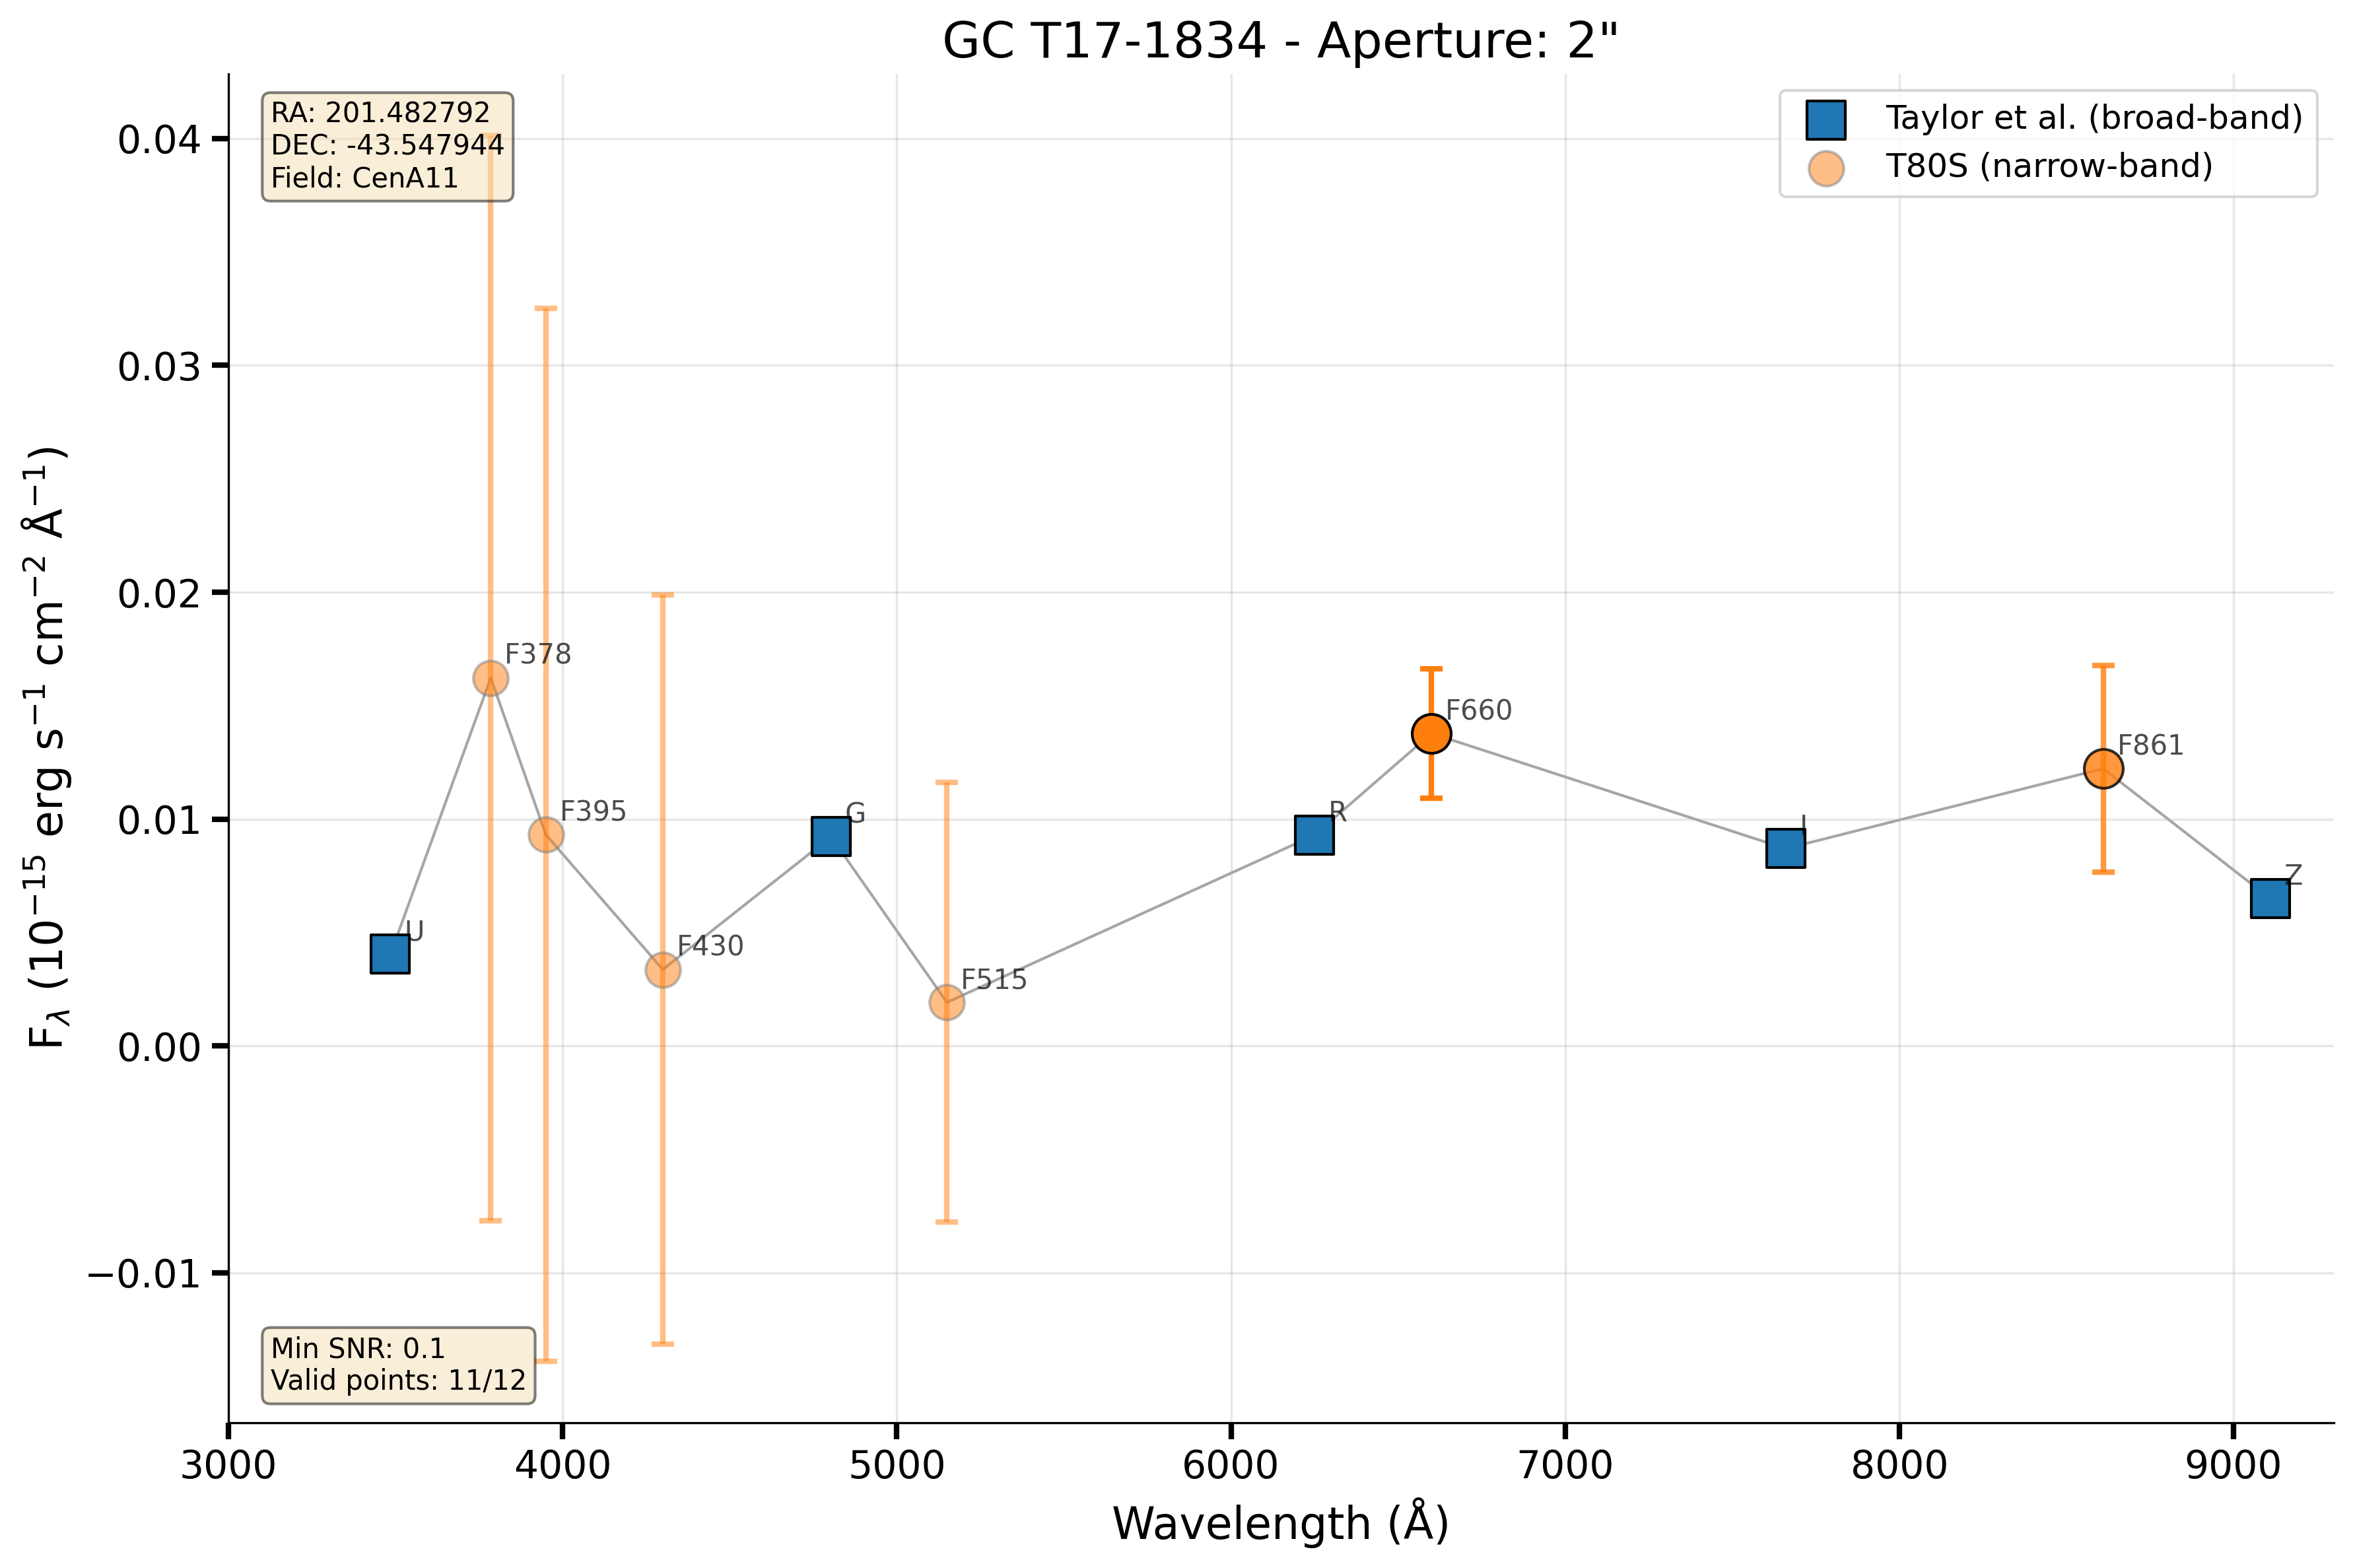 GC T17-1834 - Aperture: 2"
RA: 201.482792
DEC: -43.547944
Field: CenA11
Taylor et al. (broad-band)
T80S (narrow-band)
0.04
0.03
0.02
0.01
0.00
−0.01
F_λ (10⁻¹⁵ erg s⁻¹ cm⁻² Å⁻¹)
U
F378
F395
F430
G
F515
R
F660
I
F861
Z
Min SNR: 0.1
Valid points: 11/12
3000 4000 5000 6000 7000 8000 9000
Wavelength (Å)